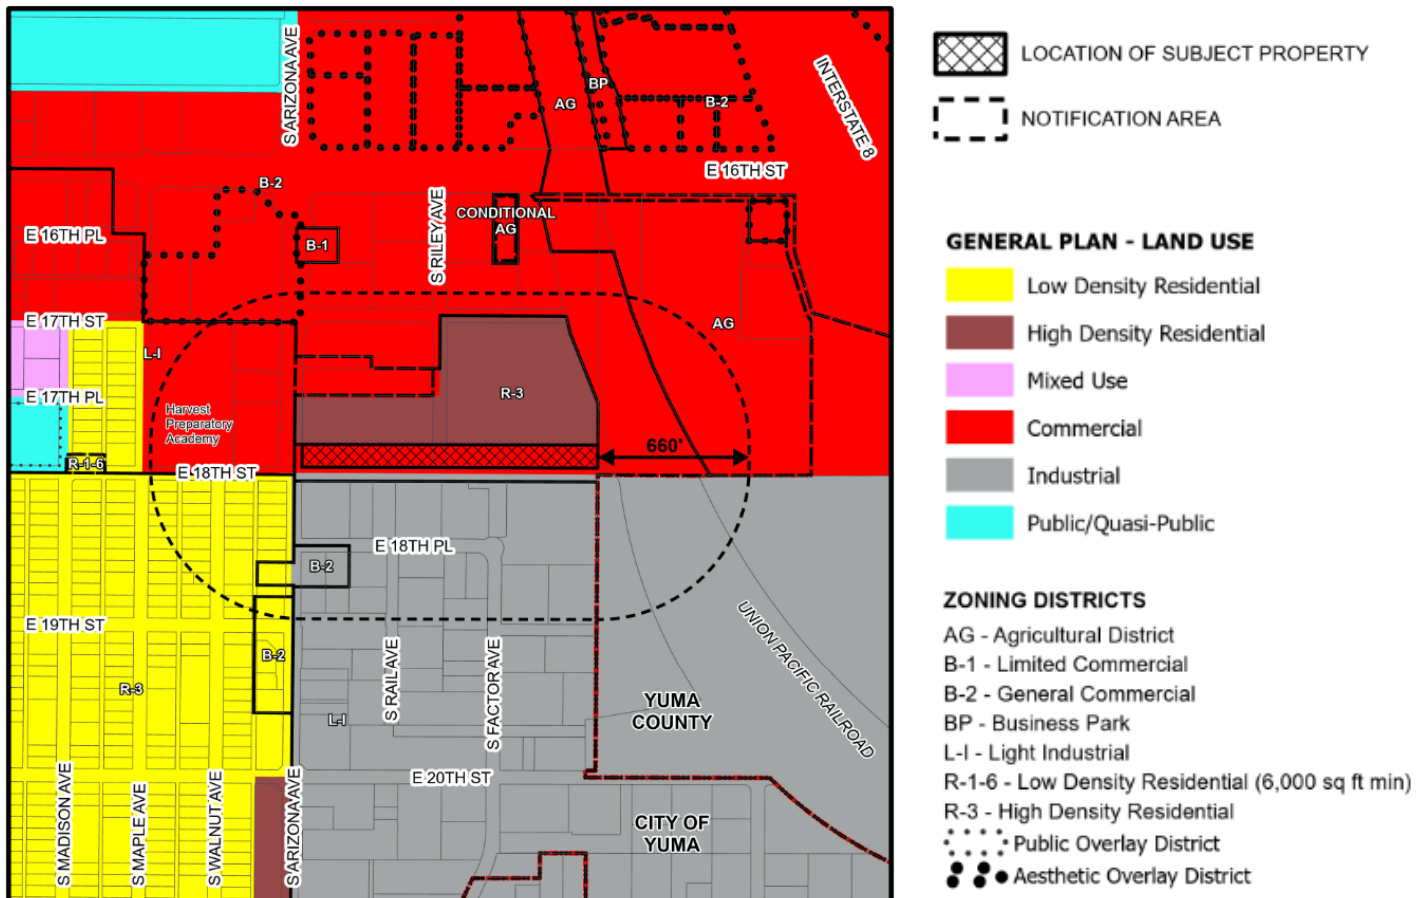 S ARIZONA AVE
BP
AG
B-2
INTERSTATE 8
E 16TH ST
B-2
S RILEY AVE
CONDITIONAL
AG
E 16TH PL
B-1
E 17TH ST
AG
L-I
E 17TH PL
R-3
Harvest
Preparatory
Academy
660'
R-1-6
E 18TH ST
E 18TH PL
B-2
E 19TH ST
B-2
R-3
S RAIL AVE
S FACTOR AVE
L-I
YUMA
COUNTY
UNION PACIFIC RAILROAD
E 20TH ST
S MADISON AVE
S MAPLE AVE
S WALNUT AVE
S ARIZONA AVE
CITY OF
YUMA
LOCATION OF SUBJECT PROPERTY
NOTIFICATION AREA
GENERAL PLAN - LAND USE
Low Density Residential
High Density Residential
Mixed Use
Commercial
Industrial
Public/Quasi-Public
ZONING DISTRICTS
AG - Agricultural District
B-1 - Limited Commercial
B-2 - General Commercial
BP - Business Park
L-I - Light Industrial
R-1-6 - Low Density Residential (6,000 sq ft min)
R-3 - High Density Residential
Public Overlay District
Aesthetic Overlay District